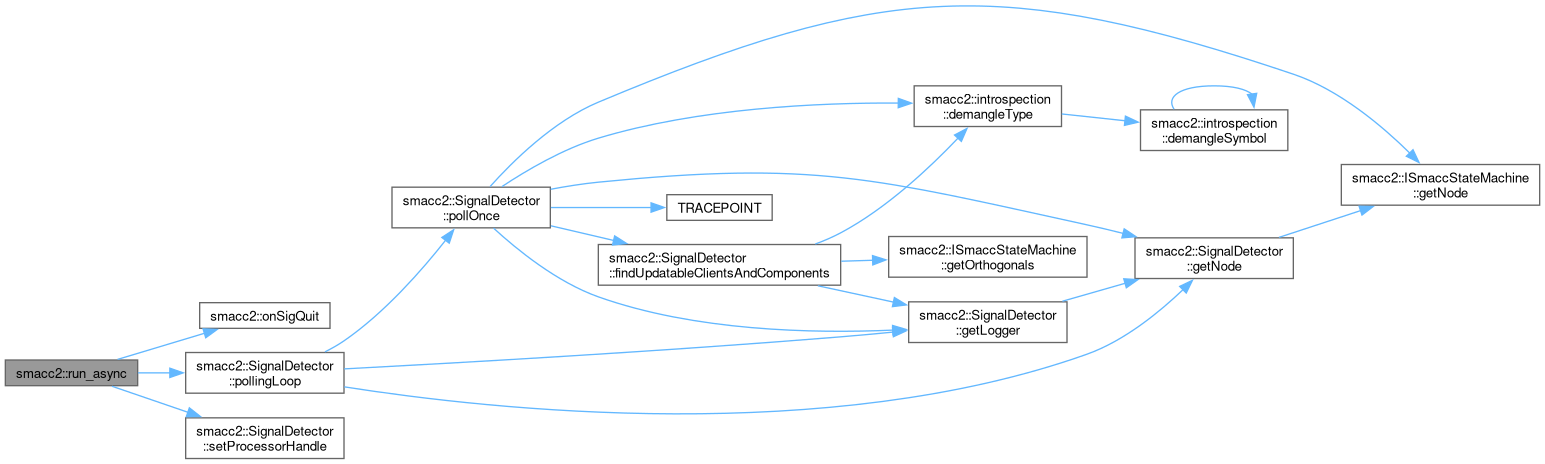 smacc2::run_async
smacc2::onSigQuit
smacc2::SignalDetector
::pollingLoop
smacc2::SignalDetector
::setProcessorHandle
smacc2::SignalDetector
::pollOnce
TRACEPOINT
smacc2::SignalDetector
::findUpdatableClientsAndComponents
smacc2::introspection
::demangleType
smacc2::ISmaccStateMachine
::getOrthogonals
smacc2::SignalDetector
::getLogger
smacc2::introspection
::demangleSymbol
smacc2::SignalDetector
::getNode
smacc2::ISmaccStateMachine
::getNode